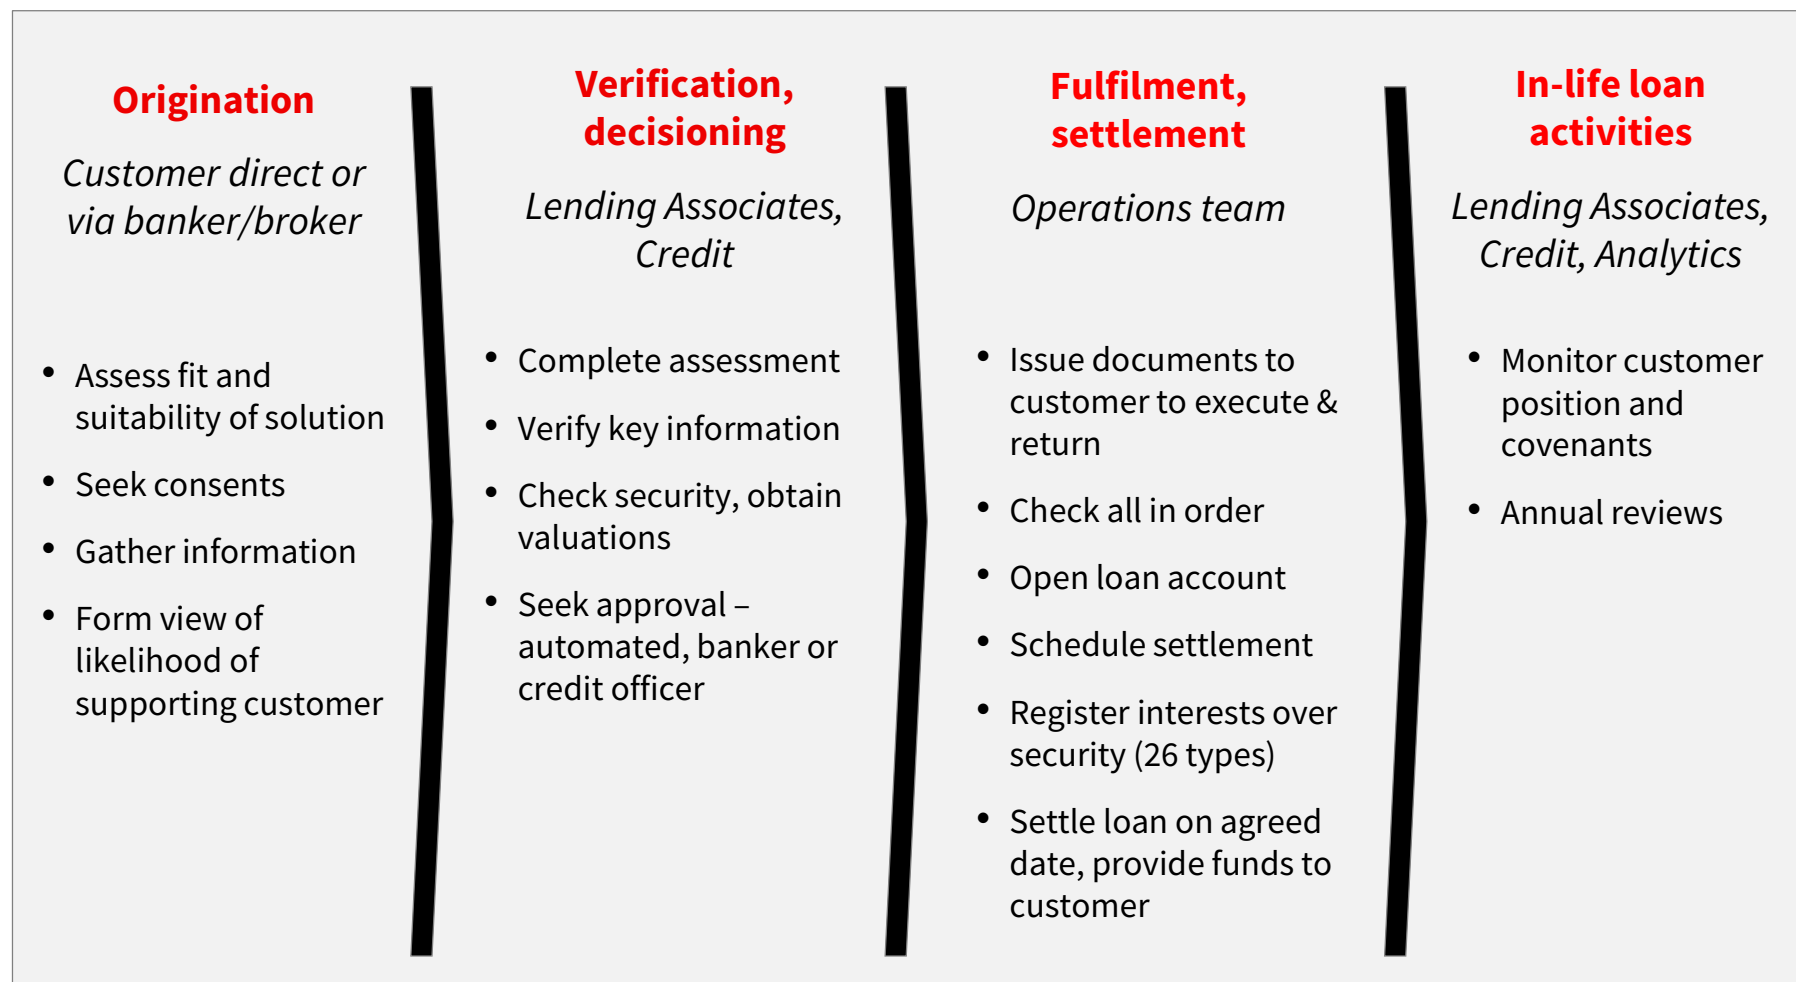 Origination
Customer direct or
via banker/broker
• Assess fit and
suitability of solution
• Seek consents
• Gather information
• Form view of
likelihood of
supporting customer
Verification,
decisioning
Lending Associates,
Credit
• Complete assessment
• Verify key information
• Check security, obtain
valuations
• Seek approval –
automated, banker or
credit officer
Fulfilment,
settlement
Operations team
• Issue documents to
customer to execute &
return
• Check all in order
• Open loan account
• Schedule settlement
• Register interests over
security (26 types)
• Settle loan on agreed
date, provide funds to
customer
In-life loan
activities
Lending Associates,
Credit, Analytics
• Monitor customer
position and
covenants
• Annual reviews